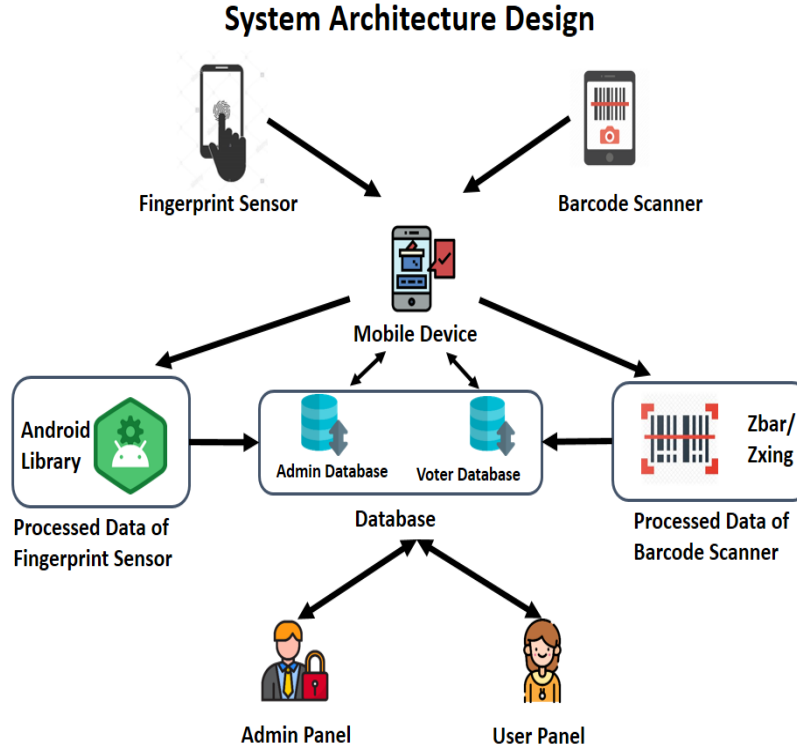 System Architecture Design
Fingerprint Sensor
Barcode Scanner
Mobile Device
Android
Library
Admin Database
Voter Database
Zbar/
Zxing
Processed Data of
Fingerprint Sensor
Database
Processed Data of
Barcode Scanner
Admin Panel
User Panel